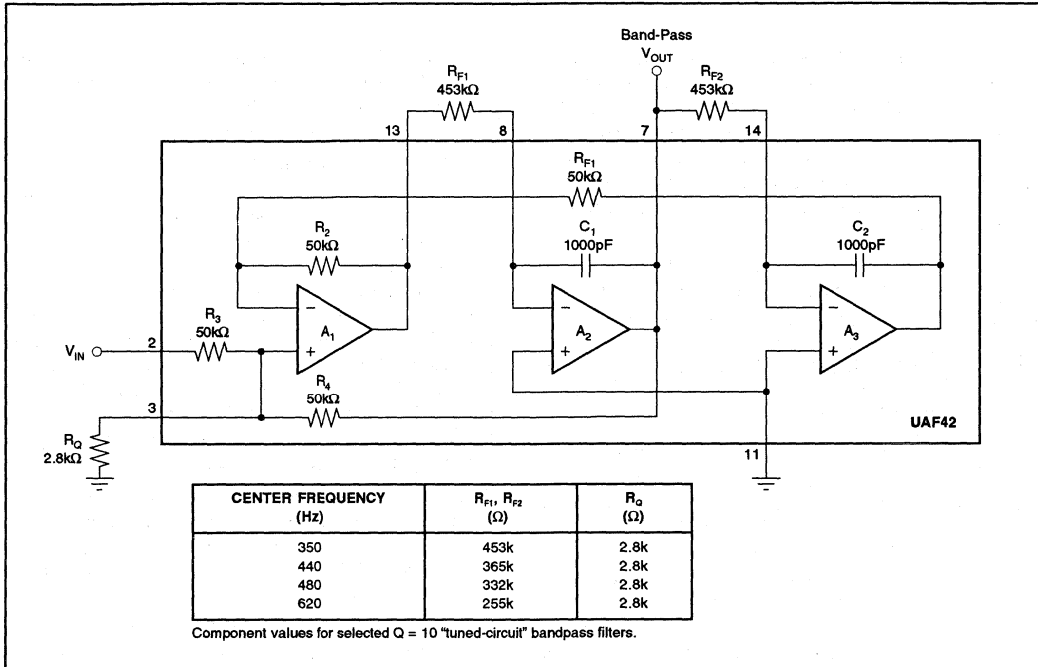 Band-Pass
V_OUT
R_F1
453kΩ
R_F2
453kΩ
13
8
7
14
R_F1
50kΩ
R_2
50kΩ
C_1
1000pF
C_2
1000pF
R_3
50kΩ
–
A_1
+
–
A_2
+
–
A_3
+
V_IN
2
R_4
50kΩ
3
R_Q
2.8kΩ
UAF42
11
CENTER FREQUENCY (Hz) R_F1, R_F2 (Ω) R_Q (Ω)
350 453k 2.8k
440 365k 2.8k
480 332k 2.8k
620 255k 2.8k
Component values for selected Q = 10 "tuned-circuit" bandpass filters.